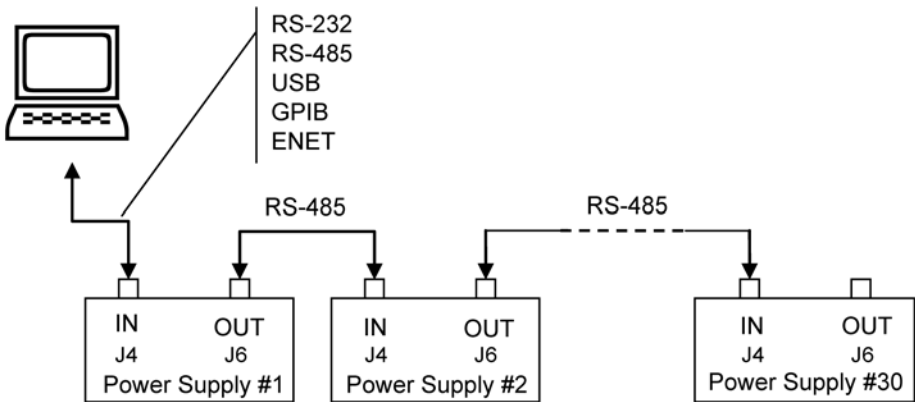 RS-232
RS-485
USB
GPIB
ENET
RS-485
RS-485
IN
OUT
J4
J6
Power Supply #1
IN
OUT
J4
J6
Power Supply #2
IN
OUT
J4
J6
Power Supply #30